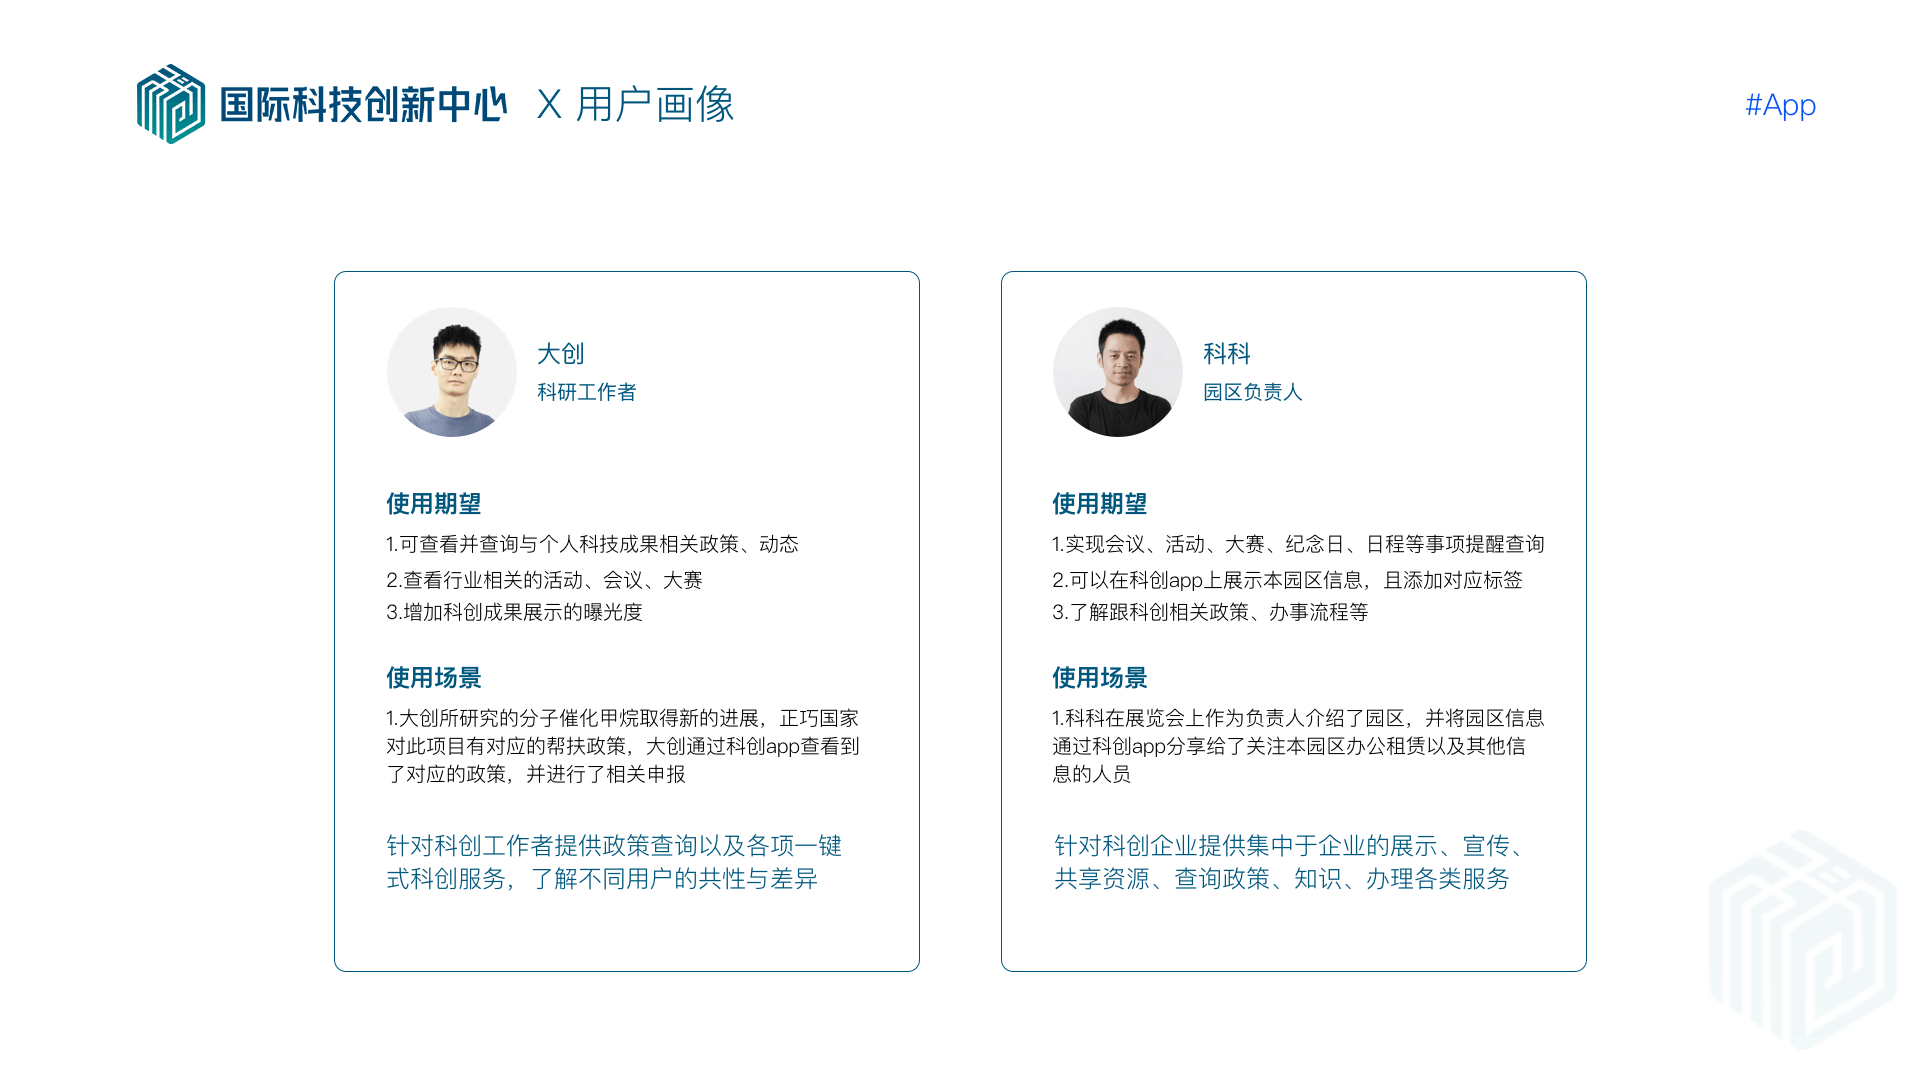 国际科技创新中心 X 用户画像
#App
大创
科研工作者
使用期望
1.可查看并查询与个人科技成果相关政策、动态
2.查看行业相关的活动、会议、大赛
3.增加科创成果展示的曝光度
使用场景
1.大创所研究的分子催化甲烷取得新的进展，正巧国家
对此项目有对应的帮扶政策，大创通过科创app查看到
了对应的政策，并进行了相关申报
针对科创工作者提供政策查询以及各项一键
式科创服务，了解不同用户的共性与差异
科科
园区负责人
使用期望
1.实现会议、活动、大赛、纪念日、日程等事项提醒查询
2.可以在科创app上展示本园区信息，且添加对应标签
3.了解跟科创相关政策、办事流程等
使用场景
1.科科在展览会上作为负责人介绍了园区，并将园区信息
通过科创app分享给了关注本园区办公租赁以及其他信
息的人员
针对科创企业提供集中于企业的展示、宣传、
共享资源、查询政策、知识、办理各类服务